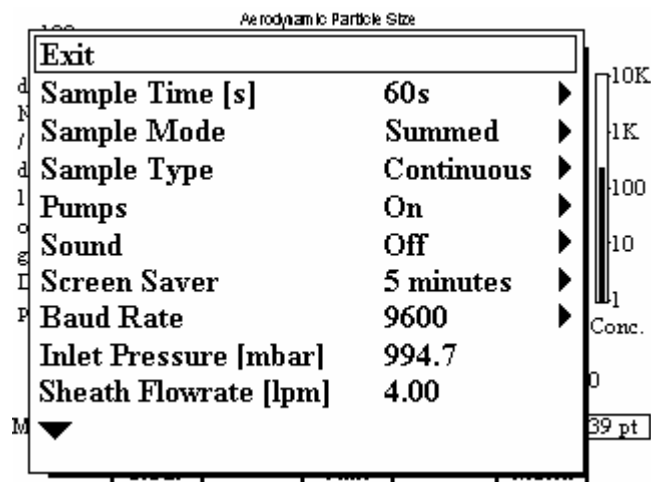 Aerodynamic Particle Size
Exit
Sample Time [s] 60s
Sample Mode Summed
Sample Type Continuous
Pumps On
Sound Off
Screen Saver 5 minutes
Baud Rate 9600
Inlet Pressure [mbar] 994.7
Sheath Flowrate [lpm] 4.00
d
N
/
d
l
o
g
D
P
10K
1K
100
10
1
Conc.
0
M
39 pt